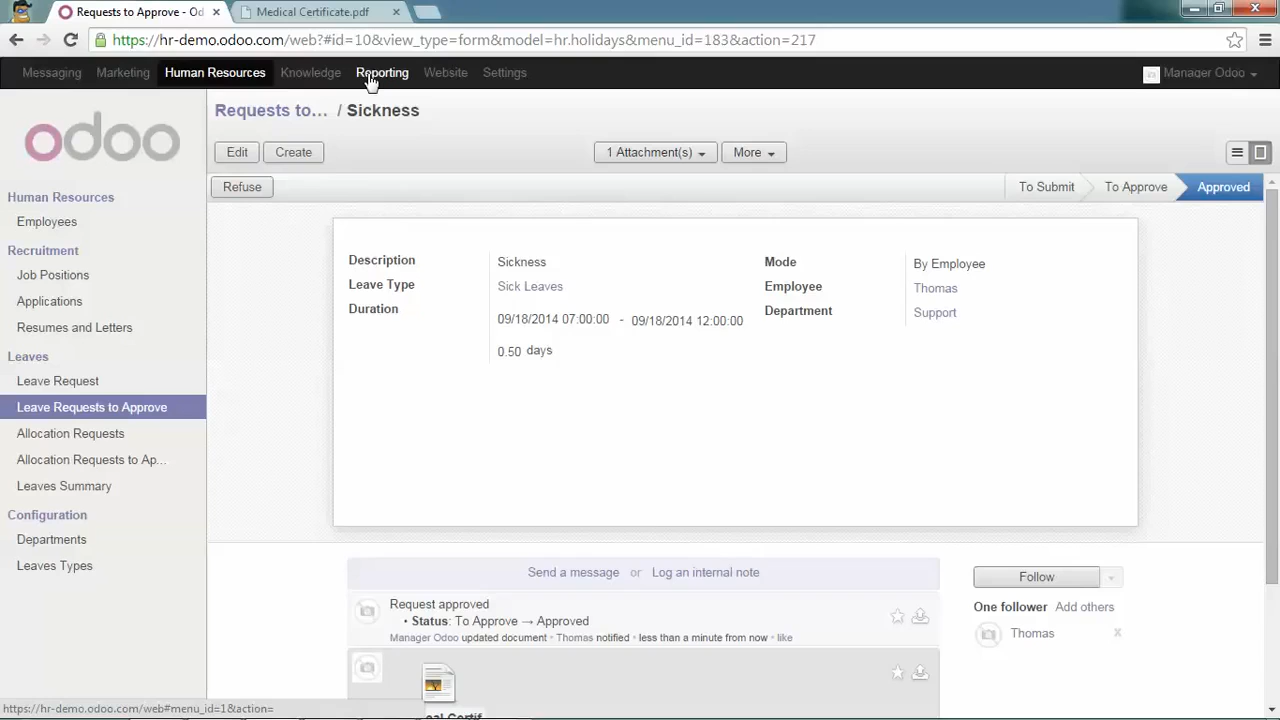 Requests to Approve - Od
Medical Certificate.pdf
https://hr-demo.odoo.com/web?#id=10&view_type=form&model=hr.holidays&menu_id=183&action=217
Messaging Marketing Human Resources Knowledge Reporting Website Settings Manager Odoo
odoo
Requests to... / Sickness
Edit Create 1 Attachment(s) More
Refuse To Submit To Approve Approved
Human Resources
Employees
Recruitment
Job Positions
Applications
Resumes and Letters
Leaves
Leave Request
Leave Requests to Approve
Allocation Requests
Allocation Requests to Ap...
Leaves Summary
Configuration
Departments
Leaves Types
Description Sickness
Leave Type Sick Leaves
Duration 09/18/2014 07:00:00 - 09/18/2014 12:00:00
0.50 days
Mode By Employee
Employee Thomas
Department Support
Send a message or Log an internal note
Request approved
• Status: To Approve → Approved
Manager Odoo updated document • Thomas notified • less than a minute from now • like
Follow
One follower Add others
Thomas x
https://hr-demo.odoo.com/web#menu_id=1&action=